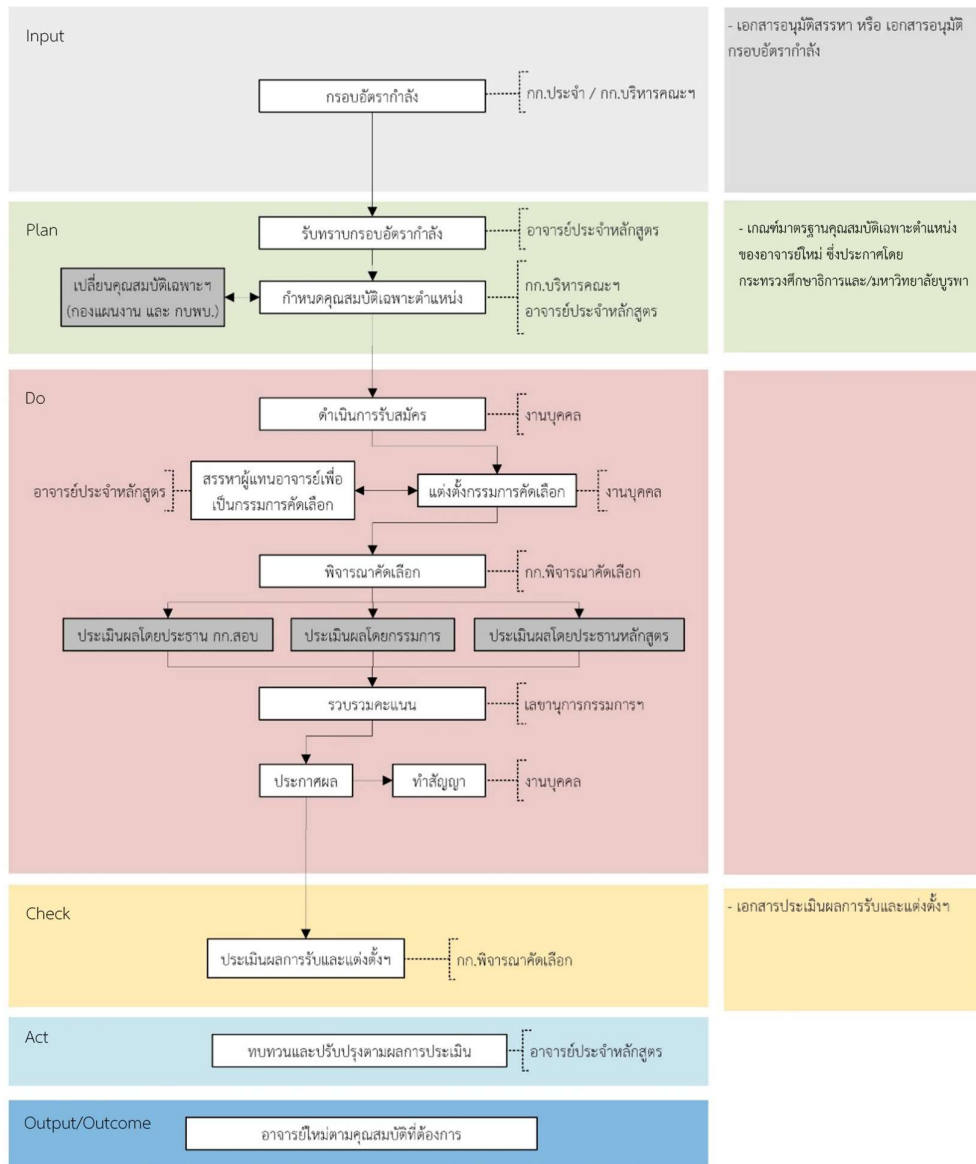 Input
- เอกสารอนุมัติสรรหา หรือ เอกสารอนุมัติ
กรอบอัตรากำลัง
กรอบอัตรากำลัง
กก.ประจำ / กก.บริหารคณะฯ
Plan
รับทราบกรอบอัตรากำลัง
อาจารย์ประจำหลักสูตร
- เกณฑ์มาตรฐานคุณสมบัติเฉพาะตำแหน่ง
ของอาจารย์ใหม่ ซึ่งประกาศโดย
กระทรวงศึกษาธิการและ/มหาวิทยาลัยบูรพา
เปลี่ยนคุณสมบัติเฉพาะฯ
(กองแผนงาน และ กบพบ.)
กำหนดคุณสมบัติเฉพาะตำแหน่ง
กก.บริหารคณะฯ
อาจารย์ประจำหลักสูตร
Do
ดำเนินการรับสมัคร
งานบุคคล
อาจารย์ประจำหลักสูตร
สรรหาผู้แทนอาจารย์เพื่อ
เป็นกรรมการคัดเลือก
แต่งตั้งกรรมการคัดเลือก
งานบุคคล
พิจารณาคัดเลือก
กก.พิจารณาคัดเลือก
ประเมินผลโดยประธาน กก.สอบ
ประเมินผลโดยกรรมการ
ประเมินผลโดยประธานหลักสูตร
รวบรวมคะแนน
เลขานุการกรรมการฯ
ประกาศผล
ทำสัญญา
งานบุคคล
Check
- เอกสารประเมินผลการรับและแต่งตั้งฯ
ประเมินผลการรับและแต่งตั้งฯ
กก.พิจารณาคัดเลือก
Act
ทบทวนและปรับปรุงตามผลการประเมิน
อาจารย์ประจำหลักสูตร
Output/Outcome
อาจารย์ใหม่ตามคุณสมบัติที่ต้องการ